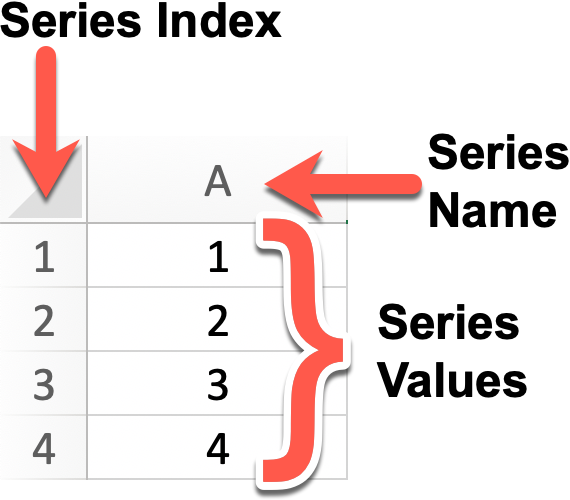 Series Index
A
Series
Name
1 1
2 2
Series
3 3
Values
4 4